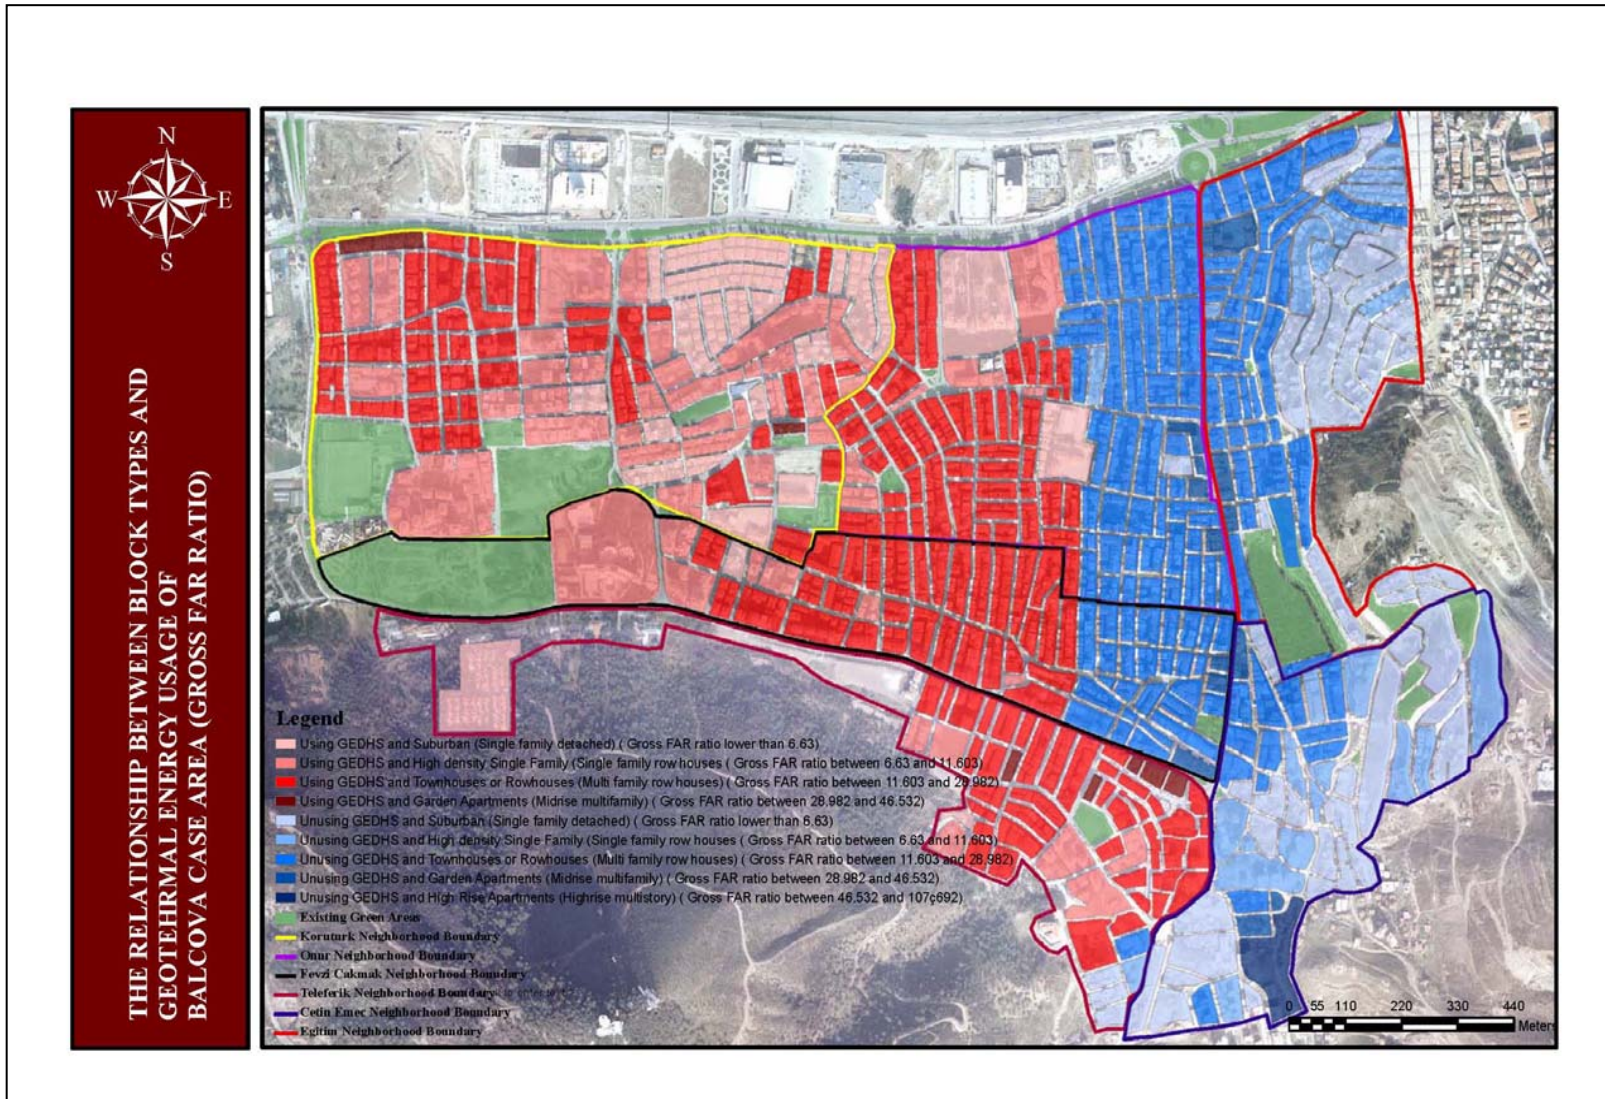 N
W
E
S
THE RELATIONSHIP BETWEEN BLOCK TYPES AND
GEOTEHRMAL ENERGY USAGE OF
BALCOVA CASE AREA (GROSS FAR RATIO)
Legend
Using GEDHS and Suburban (Single family detached) ( Gross FAR ratio lower than 6.63)
Using GEDHS and High density Single Family (Single family row houses ( Gross FAR ratio between 6.63 and 11.603)
Using GEDHS and Townhouses or Rowhouses (Multi family row houses) ( Gross FAR ratio between 11.603 and 28.982)
Using GEDHS and Garden Apartments (Midrise multifamily) ( Gross FAR ratio between 28.982 and 46.532)
Unusing GEDHS and Suburban (Single family detached) ( Gross FAR ratio lower than 6.63)
Unusing GEDHS and High density Single Family (Single family row houses ( Gross FAR ratio between 6.63 and 11.603)
Unusing GEDHS and Townhouses or Rowhouses (Multi family row houses) ( Gross FAR ratio between 11.603 and 28.982)
Unusing GEDHS and Garden Apartments (Midrise multifamily) ( Gross FAR ratio between 28.982 and 46.532)
Unusing GEDHS and High Rise Apartments (Highrise multistory) ( Gross FAR ratio between 46.532 and 107ç692)
Existing Green Areas
Koruturk Neighborhood Boundary
Onur Neighborhood Boundary
Fevzi Cakmak Neighborhood Boundary
Teleferik Neighborhood Boundary
Cetin Emec Neighborhood Boundary
Egitim Neighborhood Boundary
0 55 110 220 330 440
Meters